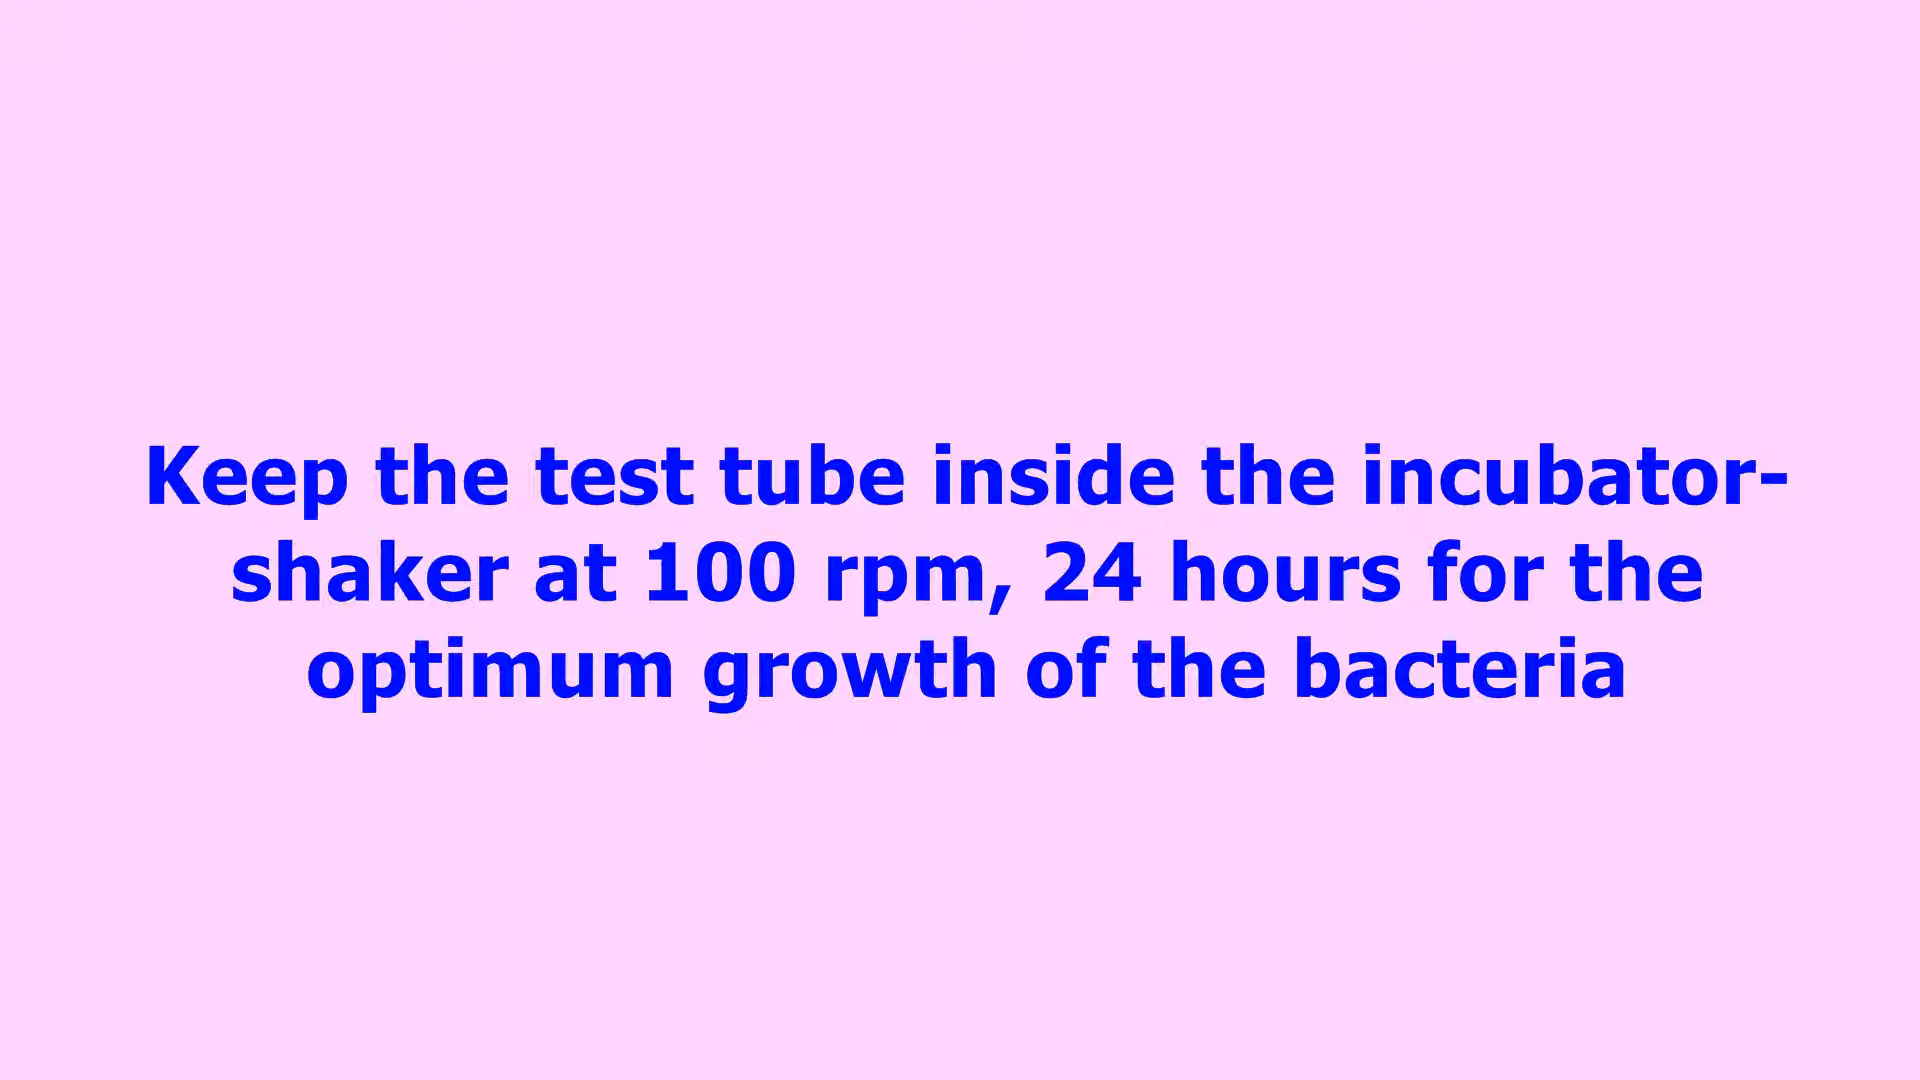 Keep the test tube inside the incubator-
shaker at 100 rpm, 24 hours for the
optimum growth of the bacteria